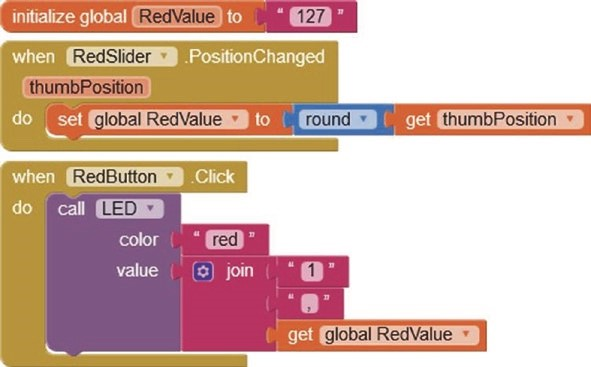 initialize global RedValue to “ 127 ”
when RedSlider .PositionChanged
thumbPosition
do set global RedValue to round get thumbPosition
when RedButton .Click
do call LED
color “ red ”
value join “ 1 ”
“ , ”
get global RedValue